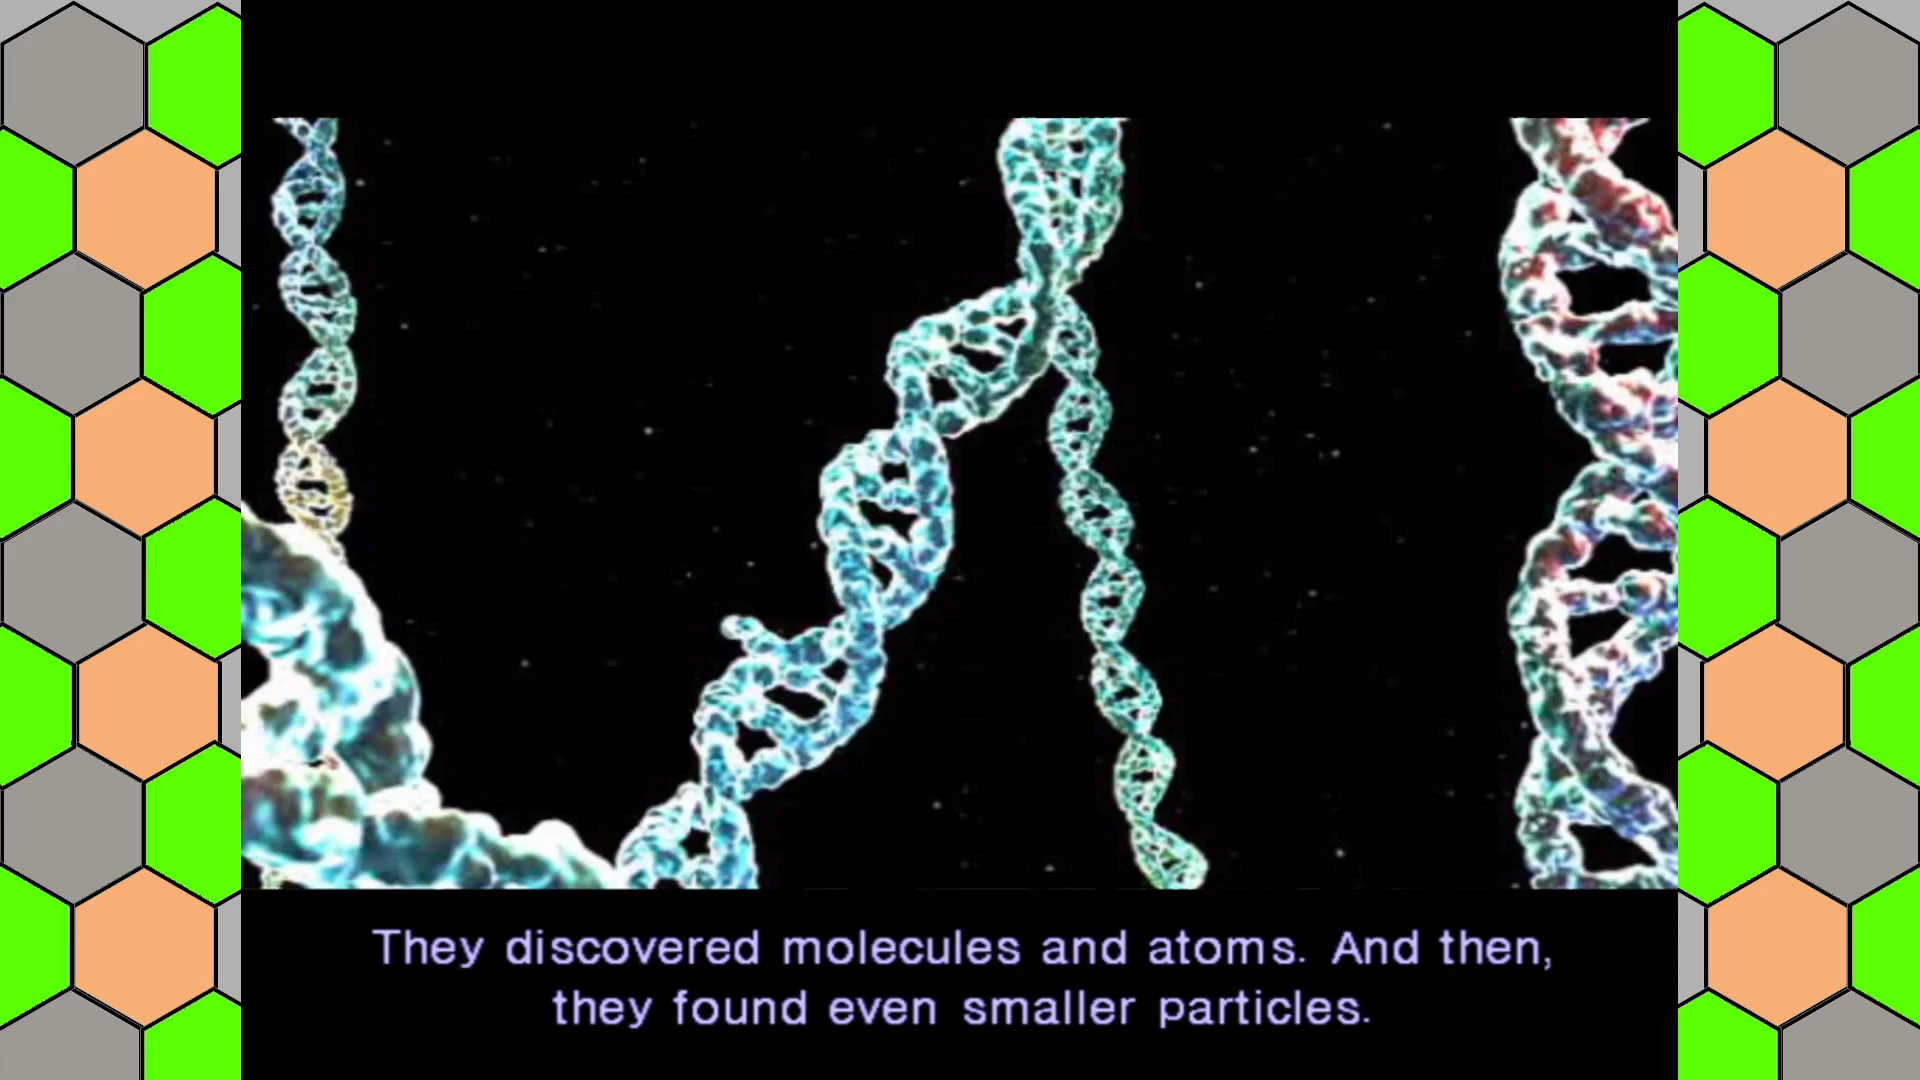 They discovered molecules and atoms. And then,
they found even smaller particles.